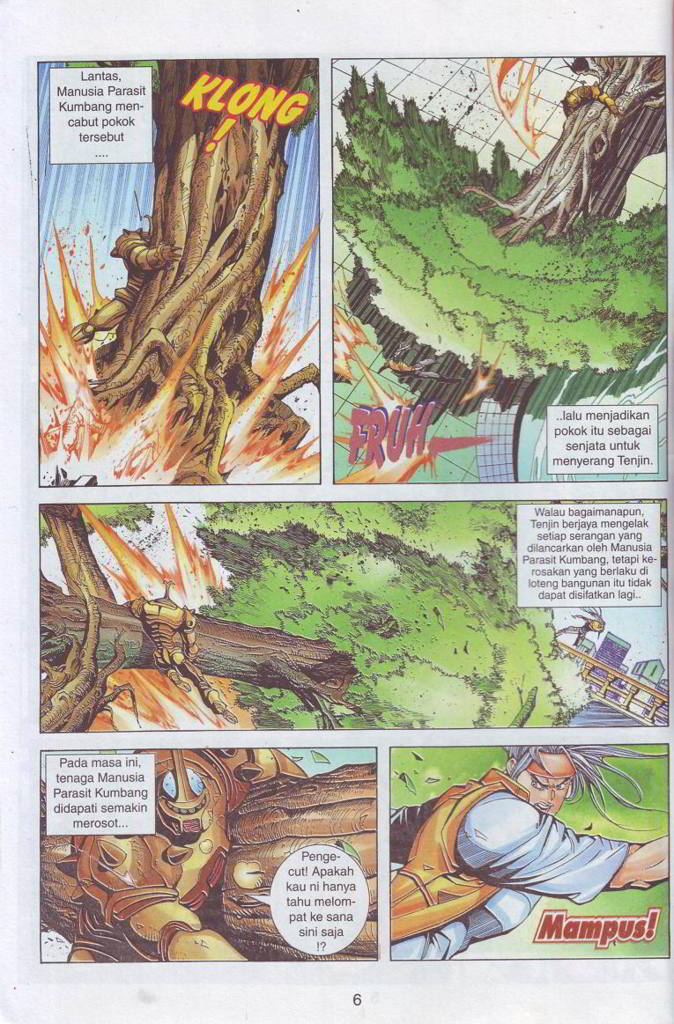 Lantas,
Manusia Parasit
Kumbang men-
cabut pokok
tersebut
....
KLONG
!
FRUH
..lalu menjadikan
pokok itu sebagai
senjata untuk
menyerang Tenjin.
Walau bagaimanapun,
Tenjin berjaya mengelak
setiap serangan yang
dilancarkan oleh Manusia
Parasit Kumbang, tetapi ke-
rosakan yang berlaku di
loteng bangunan itu tidak
dapat disifatkan lagi..
Pada masa ini,
tenaga Manusia
Parasit Kumbang
didapati semakin
merosot...
Penge-
cut! Apakah
kau ni hanya
tahu melom-
pat ke sana
sini saja
!?
Mampus!
6